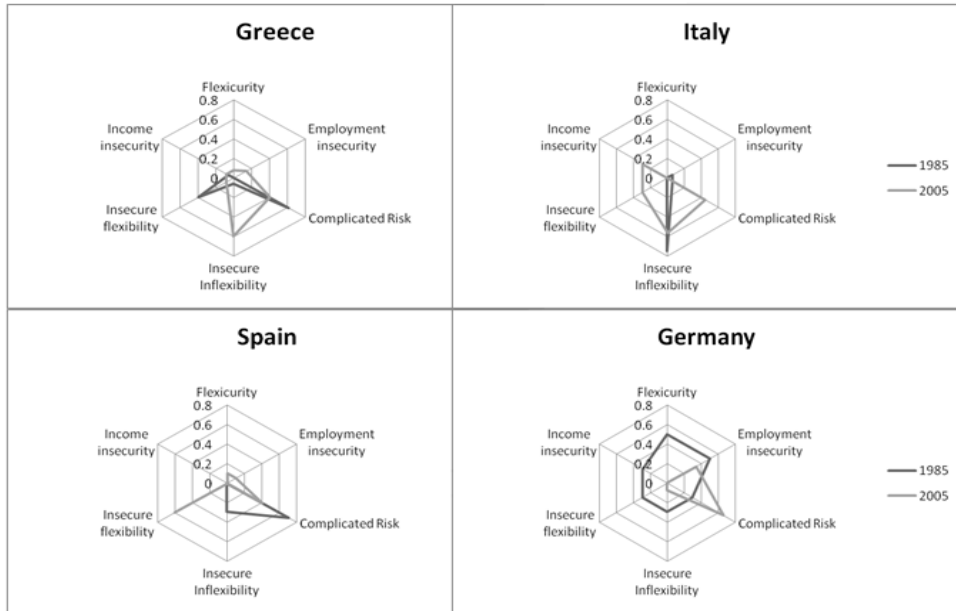 Greece
Flexicurity
0.8
0.6
0.4
0.2
0
Income
insecurity
Employment
insecurity
Insecure
flexibility
Complicated Risk
Insecure
Inflexibility
Italy
Flexicurity
0.8
0.6
0.4
0.2
0
Income
insecurity
Employment
insecurity
Insecure
flexibility
Complicated Risk
Insecure
Inflexibility
1985
2005
Spain
Flexicurity
0.8
0.6
0.4
0.2
0
Income
insecurity
Employment
insecurity
Insecure
flexibility
Complicated Risk
Insecure
Inflexibility
Germany
Flexicurity
0.8
0.6
0.4
0.2
0
Income
insecurity
Employment
insecurity
Insecure
flexibility
Complicated Risk
Insecure
Inflexibility
1985
2005